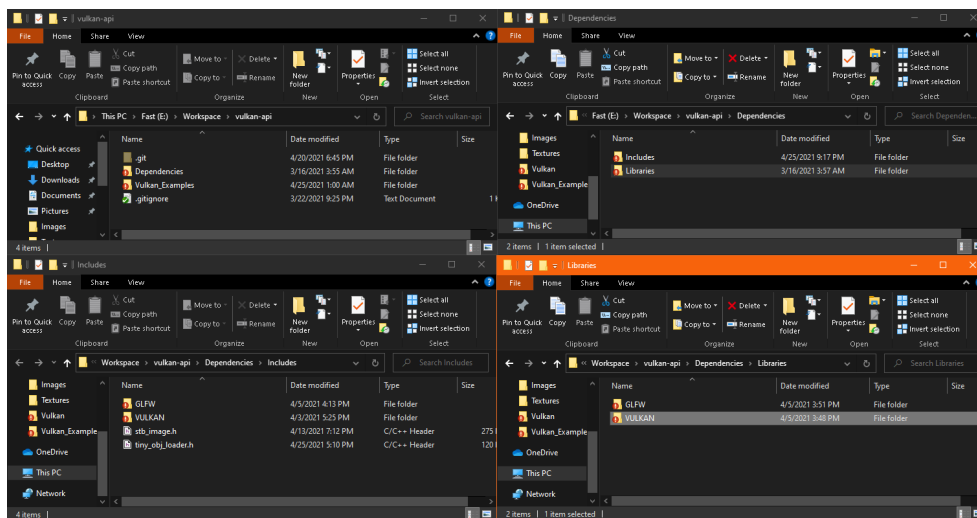 vulkan-api
File Home Share View
Pin to Quick access
Copy
Paste
Cut
Copy path
Paste shortcut
Move to
Copy to
Delete
Rename
New folder
Properties
Select all
Select none
Invert selection
Clipboard Organize New Open Select
This PC > Fast (E:) > Workspace > vulkan-api
Search vulkan-api
Quick access
Desktop
Downloads
Documents
Pictures
Images
Name Date modified Type Size
.git 4/20/2021 6:45 PM File folder
Dependencies 3/16/2021 3:55 AM File folder
Vulkan_Examples 4/25/2021 1:00 AM File folder
.gitignore 3/22/2021 9:25 PM Text Document 1
4 items
Dependencies
File Home Share View
Pin to Quick access
Copy
Paste
Cut
Copy path
Paste shortcut
Move to
Copy to
Delete
Rename
New folder
Properties
Select all
Select none
Invert selection
Clipboard Organize New Open Select
« Fast (E:) > Workspace > vulkan-api > Dependencies
Search Dependen...
Images
Textures
Vulkan
Vulkan_Example
OneDrive
This PC
Name Date modified Type Size
Includes 4/25/2021 9:17 PM File folder
Libraries 3/16/2021 3:57 AM File folder
2 items 1 item selected
Includes
File Home Share View
Pin to Quick access
Copy
Paste
Cut
Copy path
Paste shortcut
Move to
Copy to
Delete
Rename
New folder
Properties
Select all
Select none
Invert selection
Clipboard Organize New Open Select
« Workspace > vulkan-api > Dependencies > Includes
Search Includes
Images
Textures
Vulkan
Vulkan_Example
OneDrive
This PC
Network
Name Date modified Type Size
GLFW 4/5/2021 4:13 PM File folder
VULKAN 4/3/2021 5:25 PM File folder
stb_image.h 4/13/2021 7:12 PM C/C++ Header 275
tiny_obj_loader.h 4/25/2021 5:10 PM C/C++ Header 120
4 items
Libraries
File Home Share View
Pin to Quick access
Copy
Paste
Cut
Copy path
Paste shortcut
Move to
Copy to
Delete
Rename
New folder
Properties
Select all
Select none
Invert selection
Clipboard Organize New Open Select
« Workspace > vulkan-api > Dependencies > Libraries
Search Libraries
Images
Textures
Vulkan
Vulkan_Example
OneDrive
This PC
Network
Name Date modified Type Size
GLFW 4/5/2021 3:51 PM File folder
VULKAN 4/5/2021 3:48 PM File folder
2 items 1 item selected